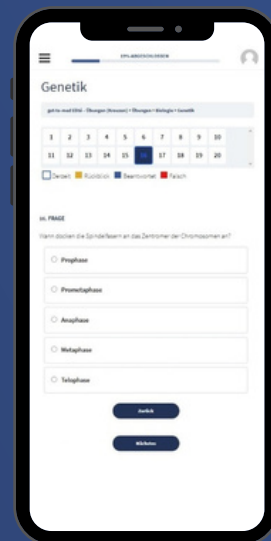 Genetik
1 2 3 4 5 6 7 8 9 10
11 12 13 14 15 16 17 18 19 20
Derzeit Rückblick Beantwortet Falsch
16. FRAGE
Wann docken die Spindelfasern an das Zentromer der Chromosomen an?
Prophase
Prometaphase
Anaphase
Metaphase
Telophase
Zurück
Nächstes